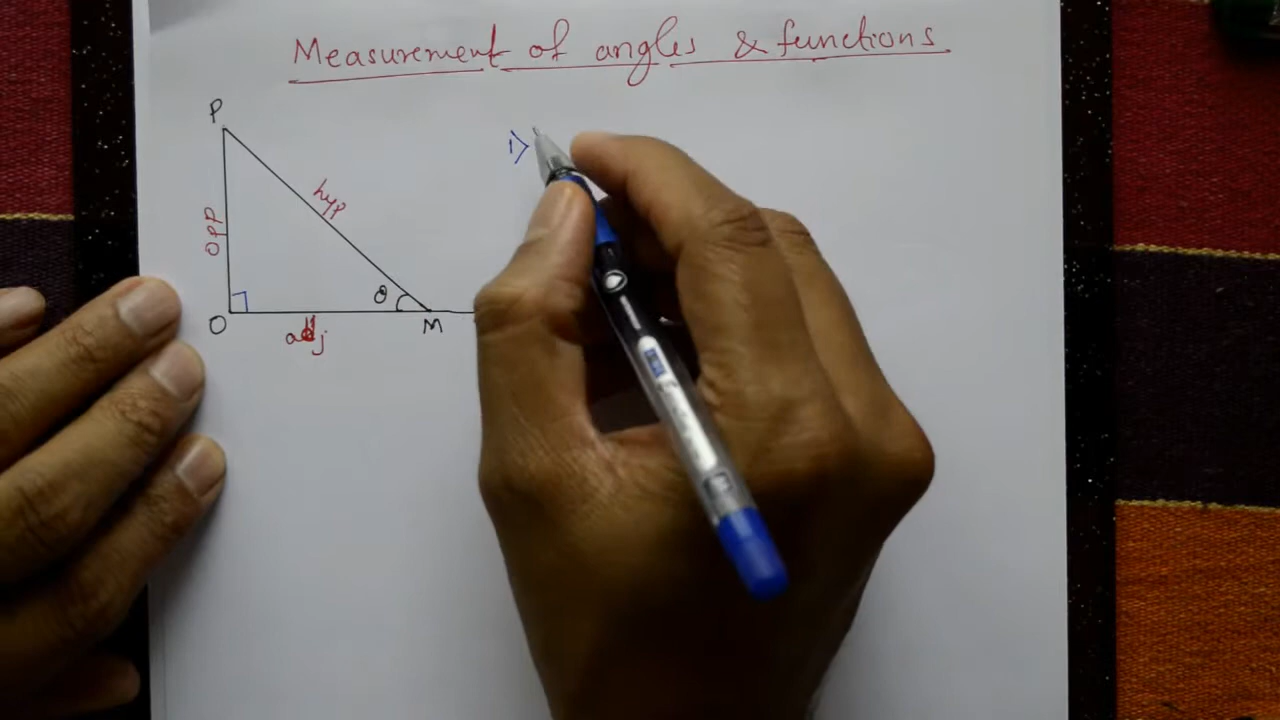 Measurement of angles & functions
P
1>
hyp
opp
θ
O
M
adj